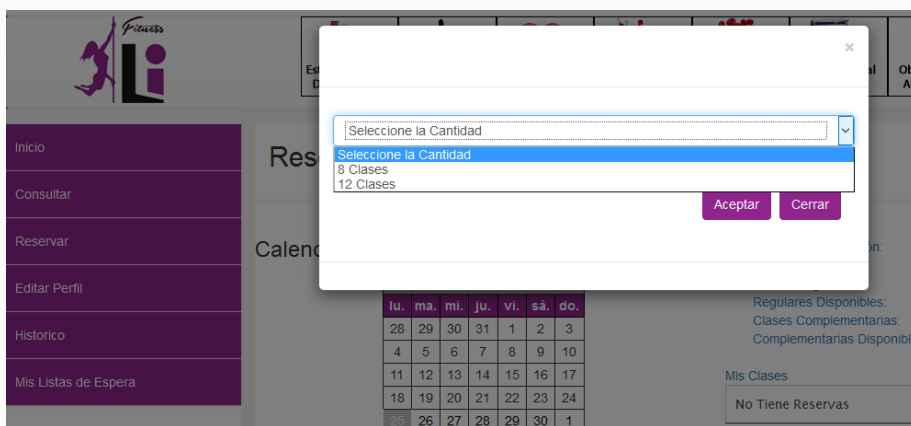 Fitness
Li
Inicio
Consultar
Reservar
Editar Perfil
Historico
Mis Listas de Espera
×
Seleccione la Cantidad
Seleccione la Cantidad
8 Clases
12 Clases
Aceptar Cerrar
lu. ma. mi. ju. vi. sá. do.
28 29 30 31 1 2 3
4 5 6 7 8 9 10
11 12 13 14 15 16 17
18 19 20 21 22 23 24
25 26 27 28 29 30 1
Regulares Disponibles:
Clases Complementarias:
Complementarias
Mis Clases
No Tiene Reservas